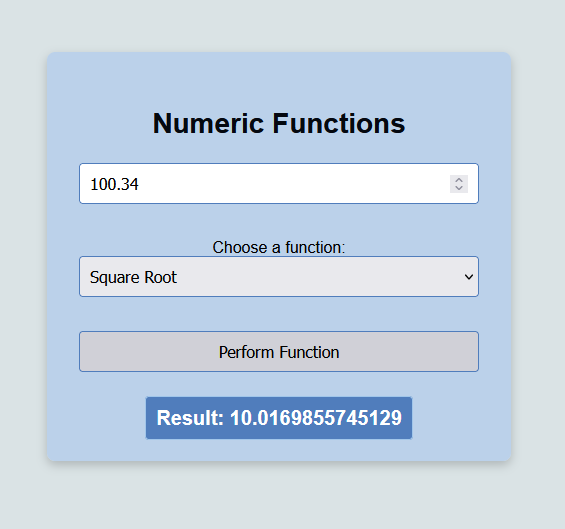 Numeric Functions
100.34
Choose a function:
Square Root
Perform Function
Result: 10.0169855745129